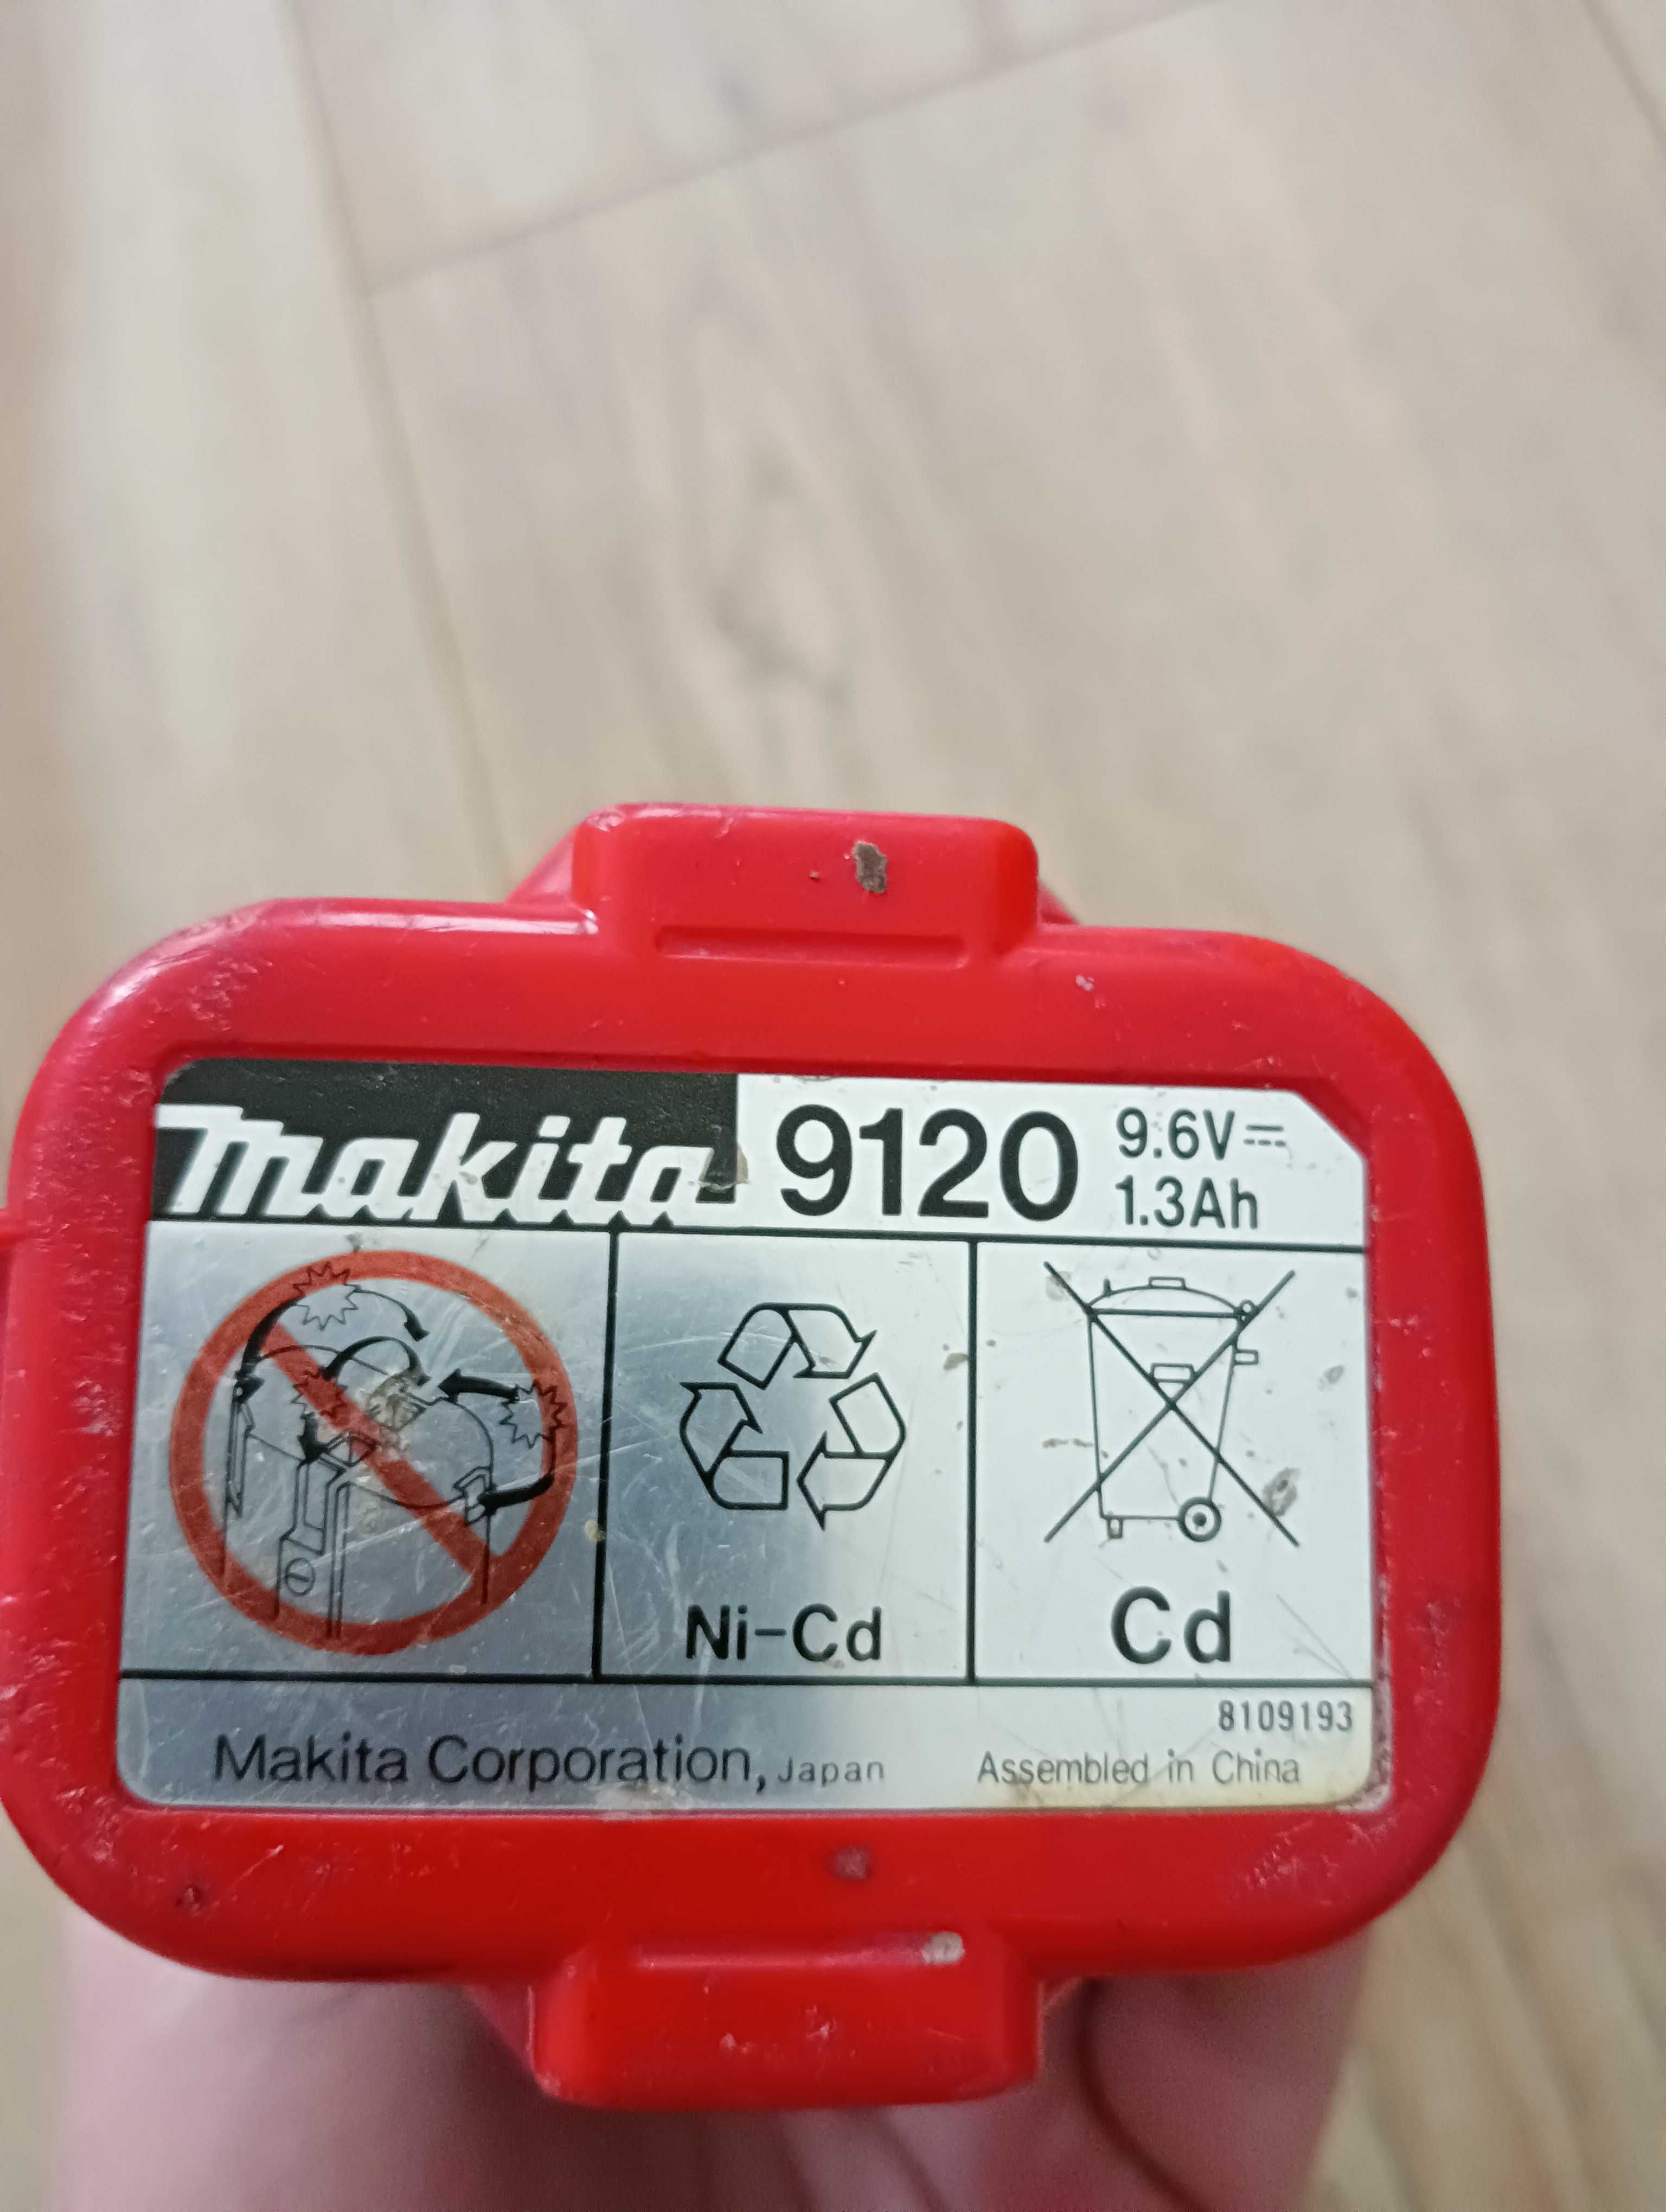 makita 9120 9.6V⎓
1.3Ah
Ni-Cd
Cd
8109193
Makita Corporation, Japan Assembled in China